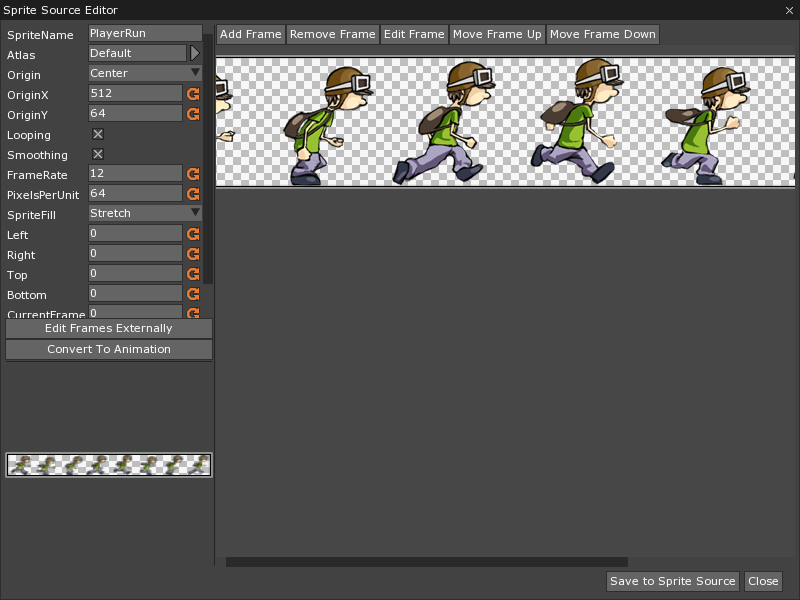 Sprite Source Editor
SpriteName PlayerRun
Atlas Default
Origin Center
OriginX 512
OriginY 64
Looping
Smoothing
FrameRate 12
PixelsPerUnit 64
SpriteFill Stretch
Left 0
Right 0
Top 0
Bottom 0
CurrentFrame 0
Edit Frames Externally
Convert To Animation
Add Frame Remove Frame Edit Frame Move Frame Up Move Frame Down
Save to Sprite Source Close